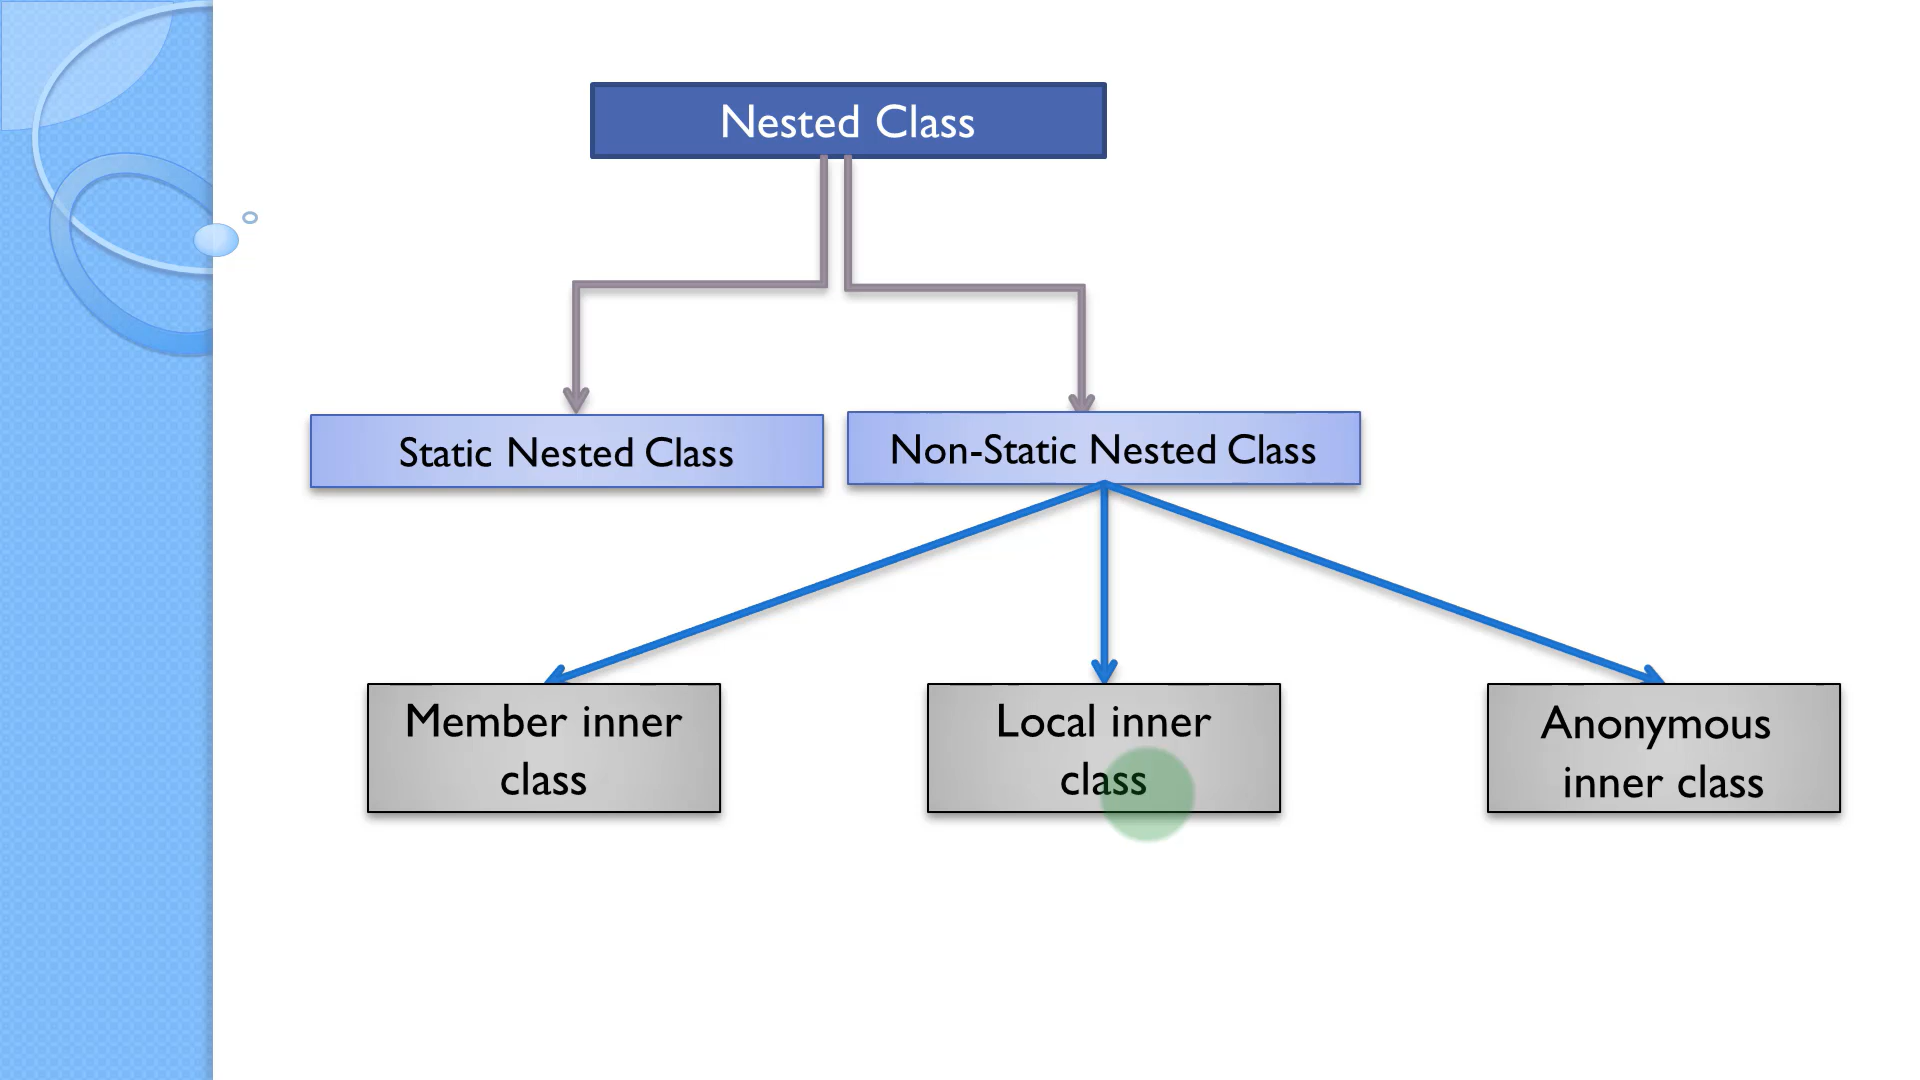 Nested Class
Static Nested Class
Non-Static Nested Class
Member inner
class
Local inner
class
Anonymous
inner class